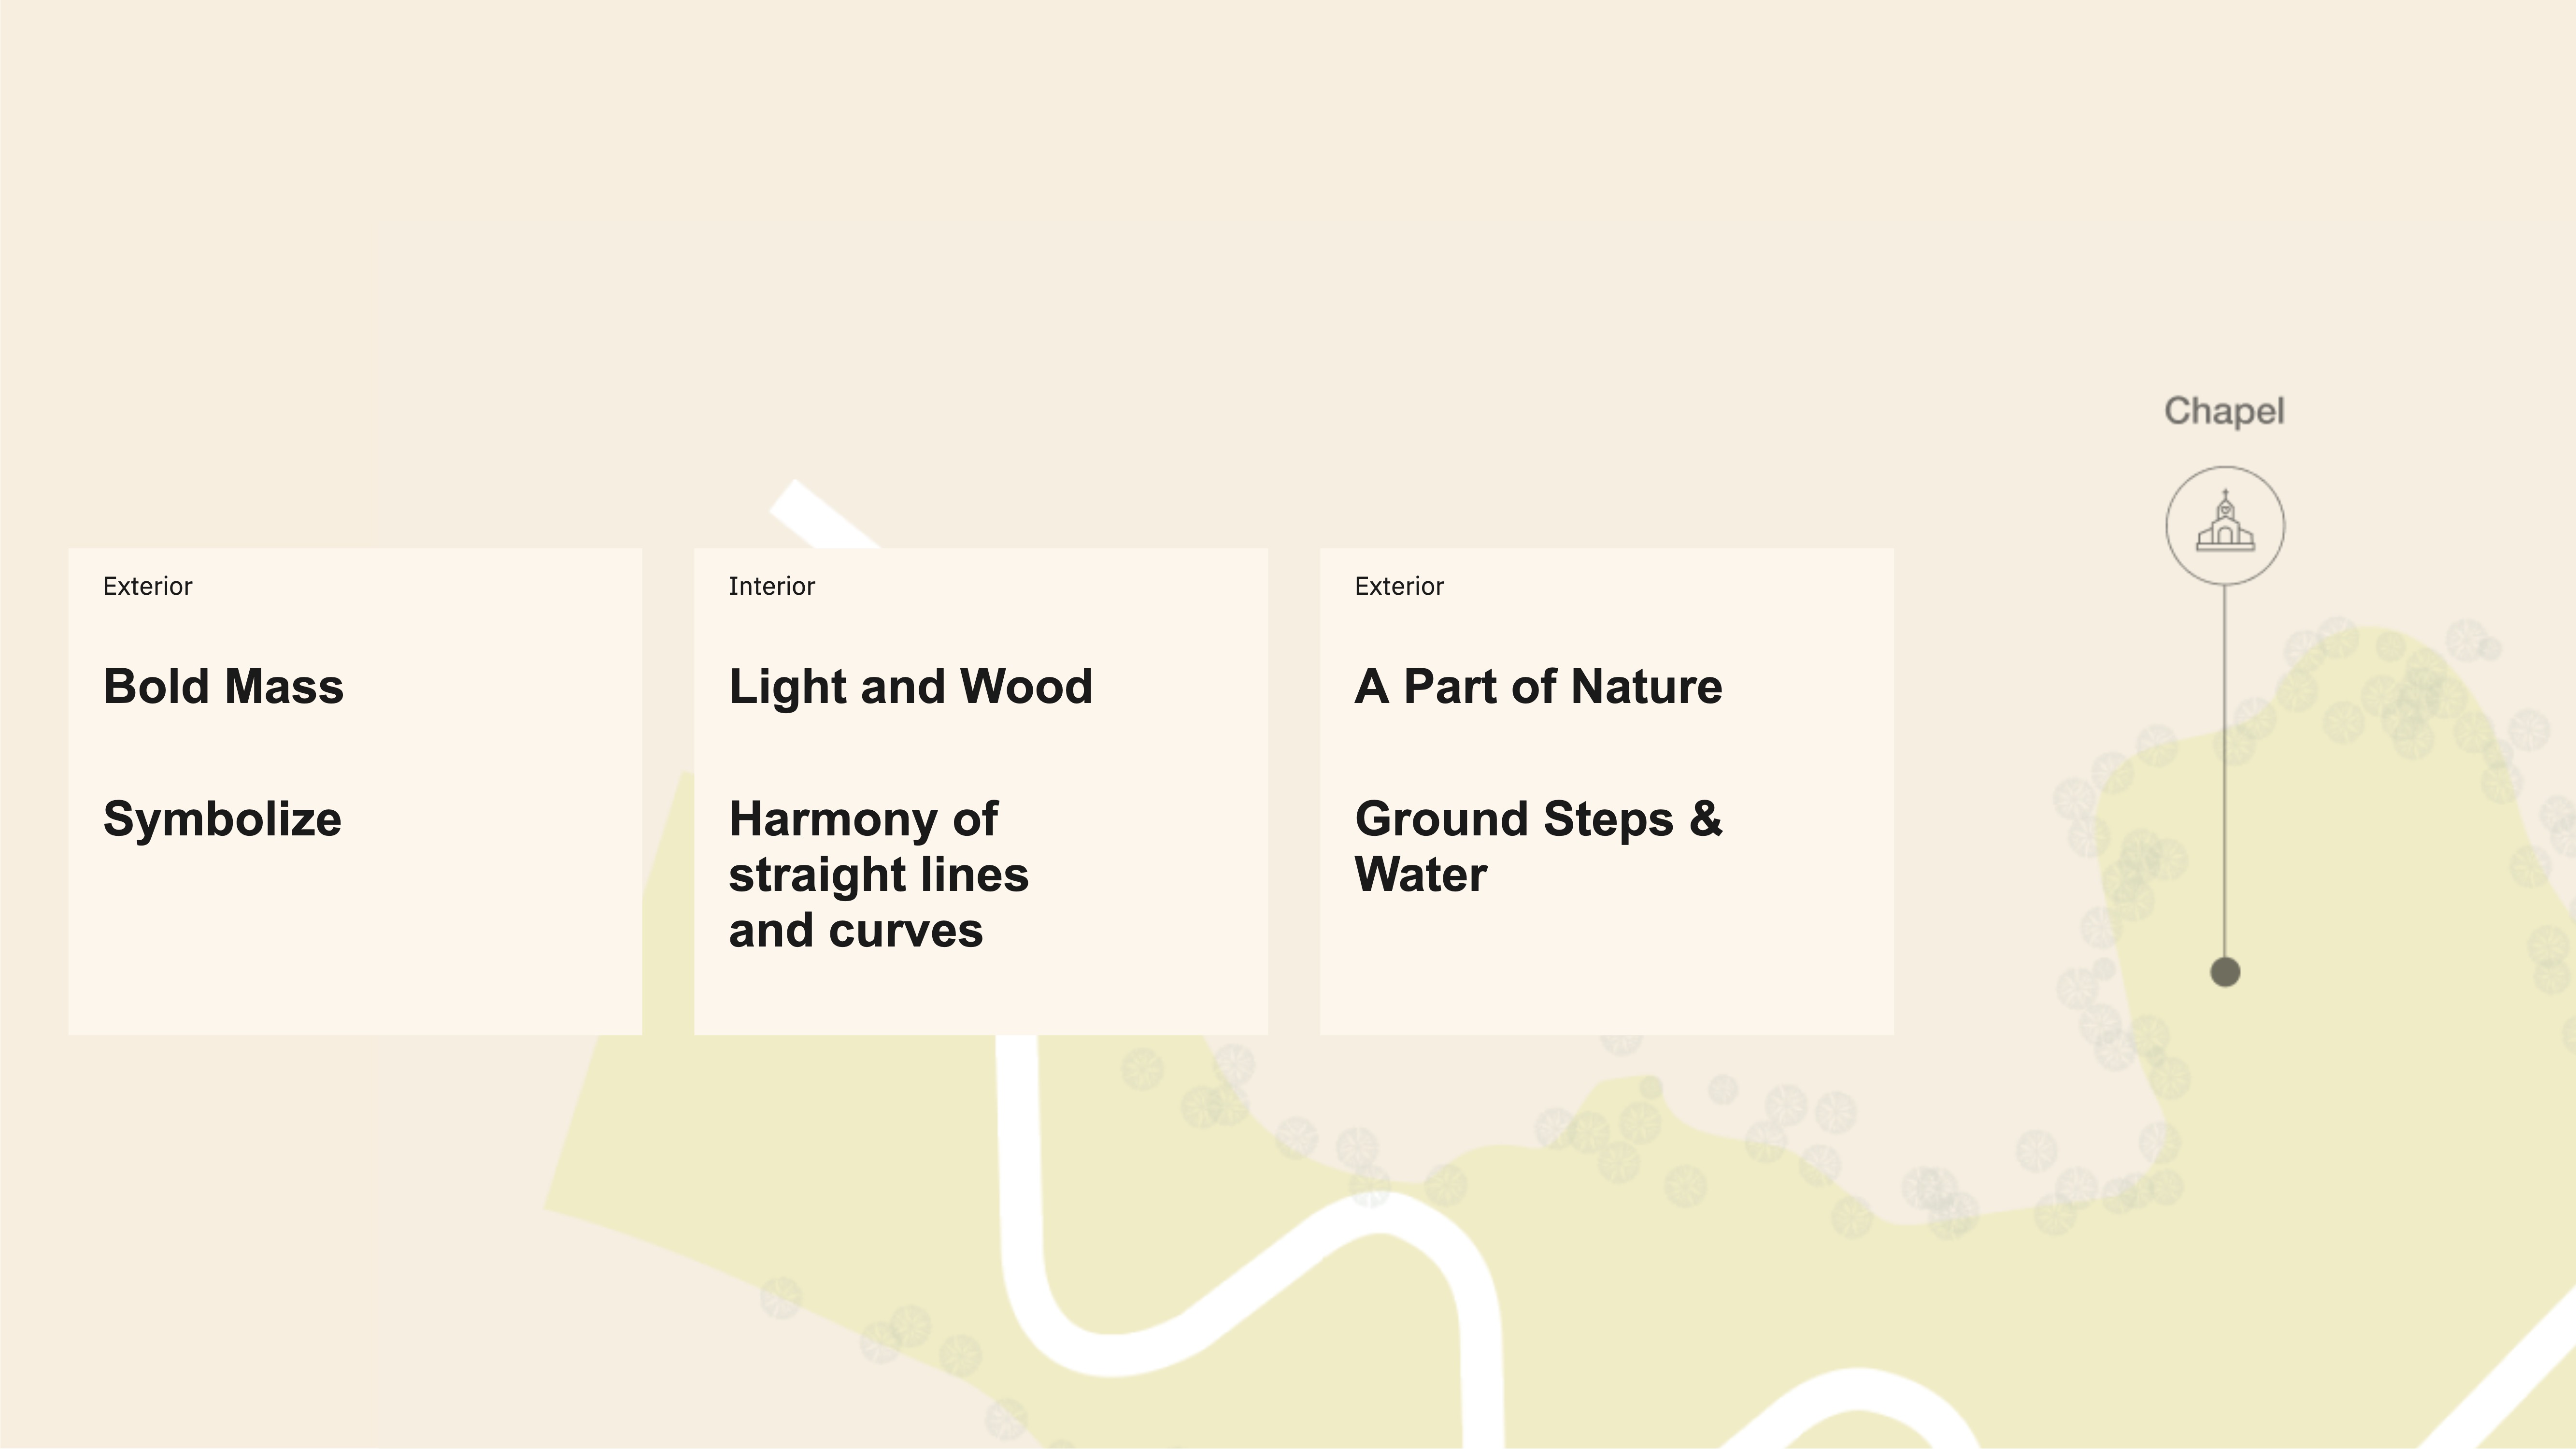 Chapel
Exterior
Bold Mass
Symbolize
Interior
Light and Wood
Harmony of
straight lines
and curves
Exterior
A Part of Nature
Ground Steps &
Water